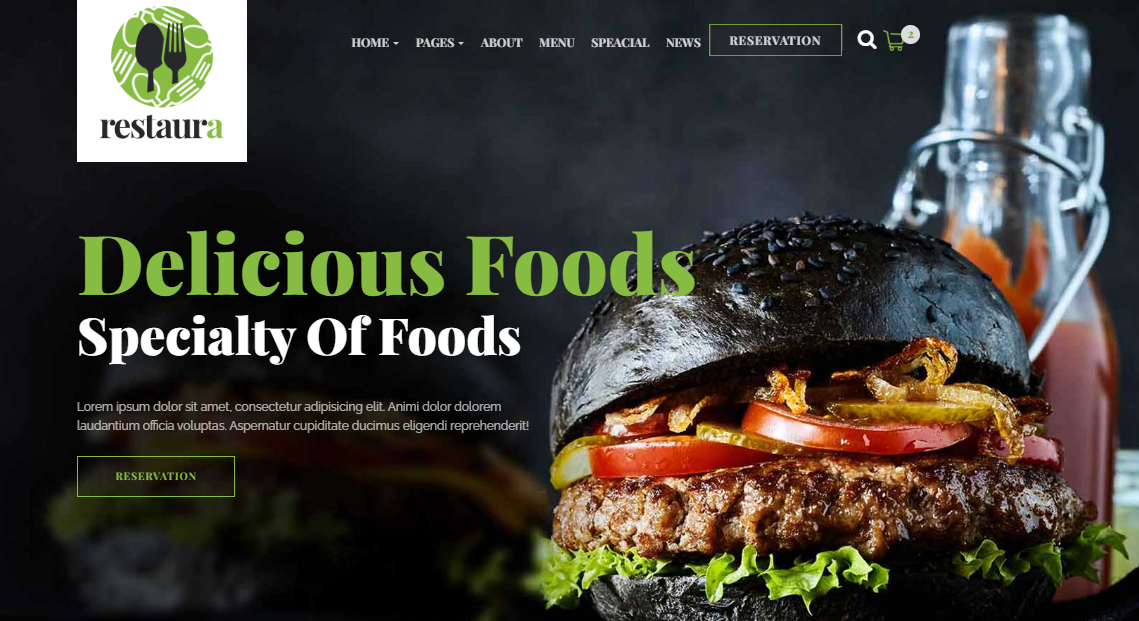 restaura
HOME PAGES ABOUT MENU SPEACIAL NEWS RESERVATION 2
Delicious Foods
Specialty Of Foods
Lorem ipsum dolor sit amet, consectetur adipisicing elit. Animi dolor dolorem
laudantium officia voluptas. Aspernatur cupiditate ducimus eligendi reprehenderit!
RESERVATION